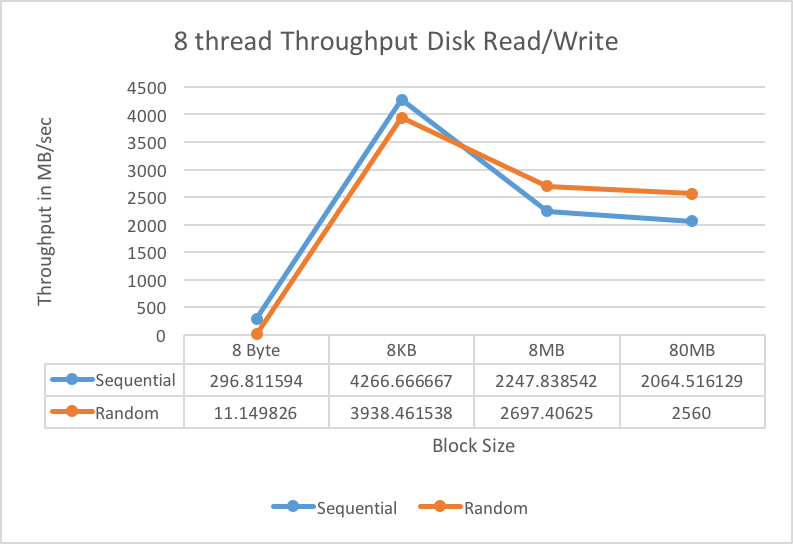 8 thread Throughput Disk Read/Write
Throughput in MB/sec
4500
4000
3500
3000
2500
2000
1500
1000
500
0
8 Byte 8KB 8MB 80MB
Sequential 296.811594 4266.666667 2247.838542 2064.516129
Random 11.149826 3938.461538 2697.40625 2560
Block Size
Sequential Random